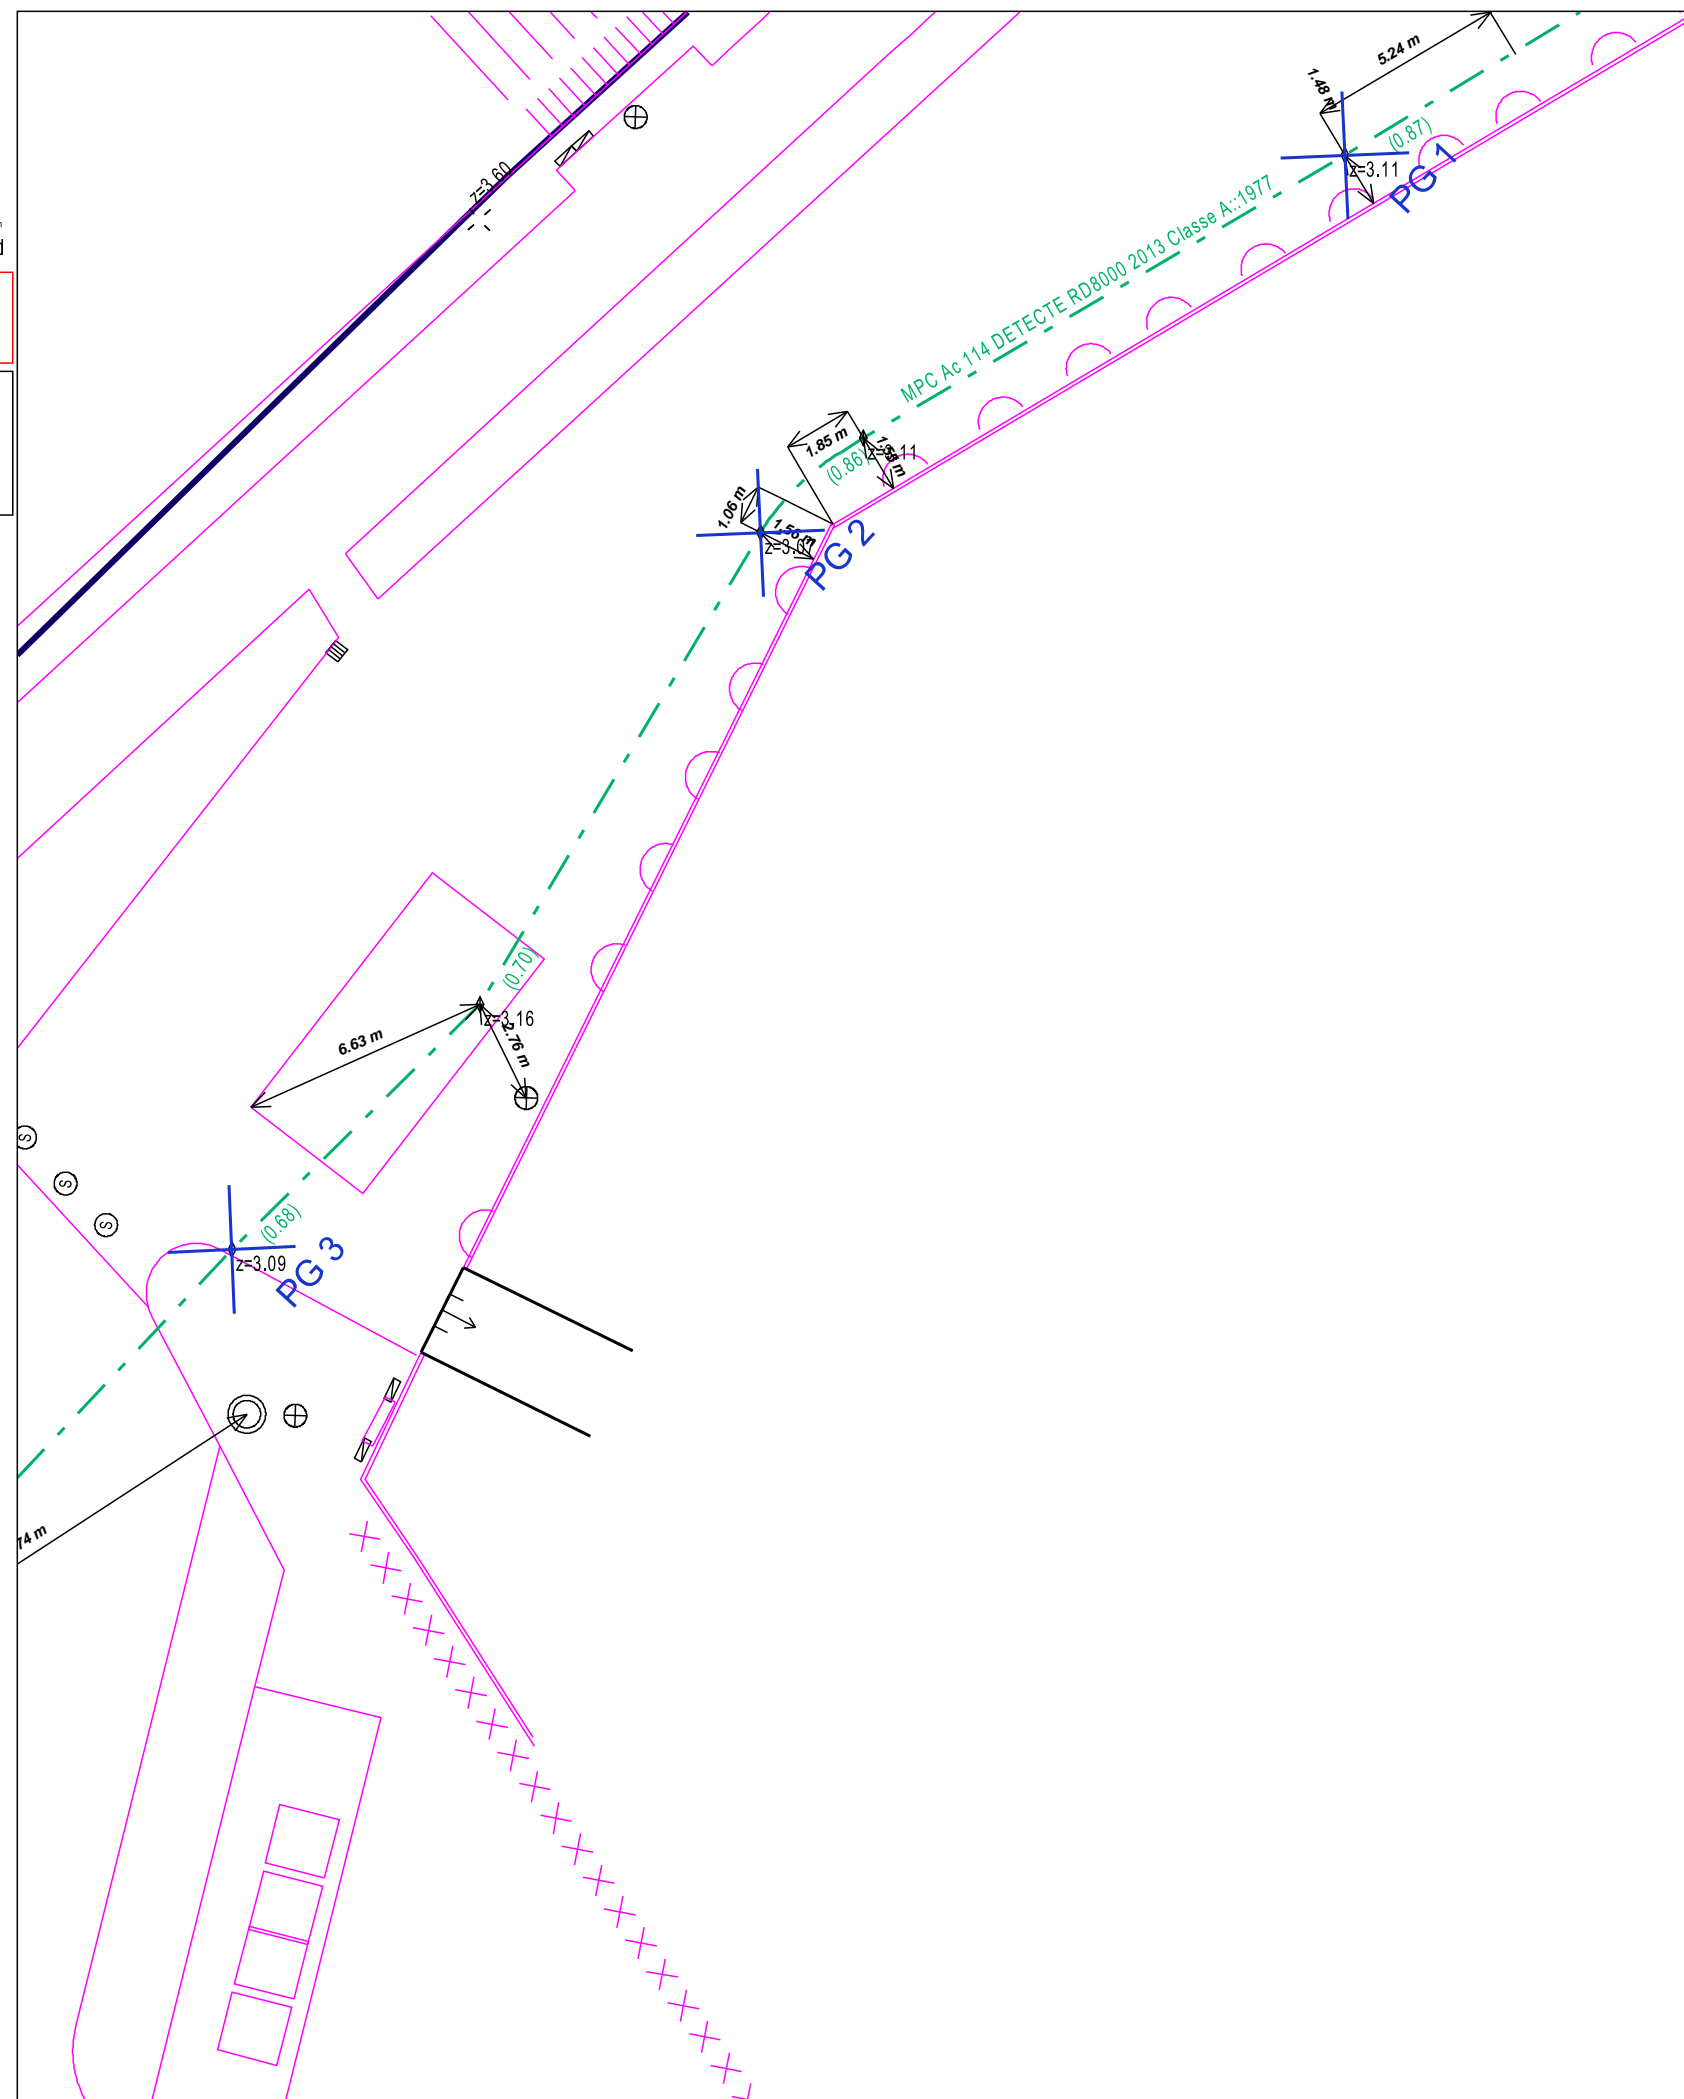 5.24 m
1.48 m
(0.87)
z=3.11
PG 1
z=3.60
MPC Ac 114 DETECTE RD8000 2013 Classe A::1977
1.85 m
(0.86)
1.06 m
PG 2
(0.70)
z=3.16
6.63 m
2.76 m
S
S
S
(0.68)
z=3.09
PG 3
74 m